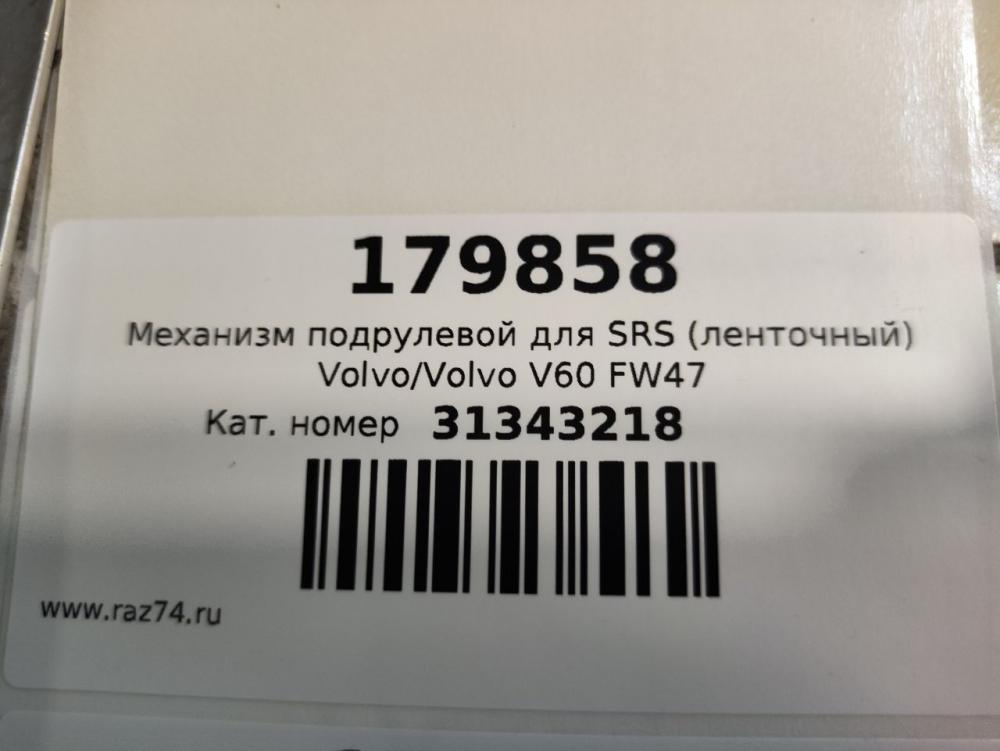 179858
Механизм подрулевой для SRS (ленточный)
Volvo/Volvo V60 FW47
Кат. номер 31343218
www.raz74.ru